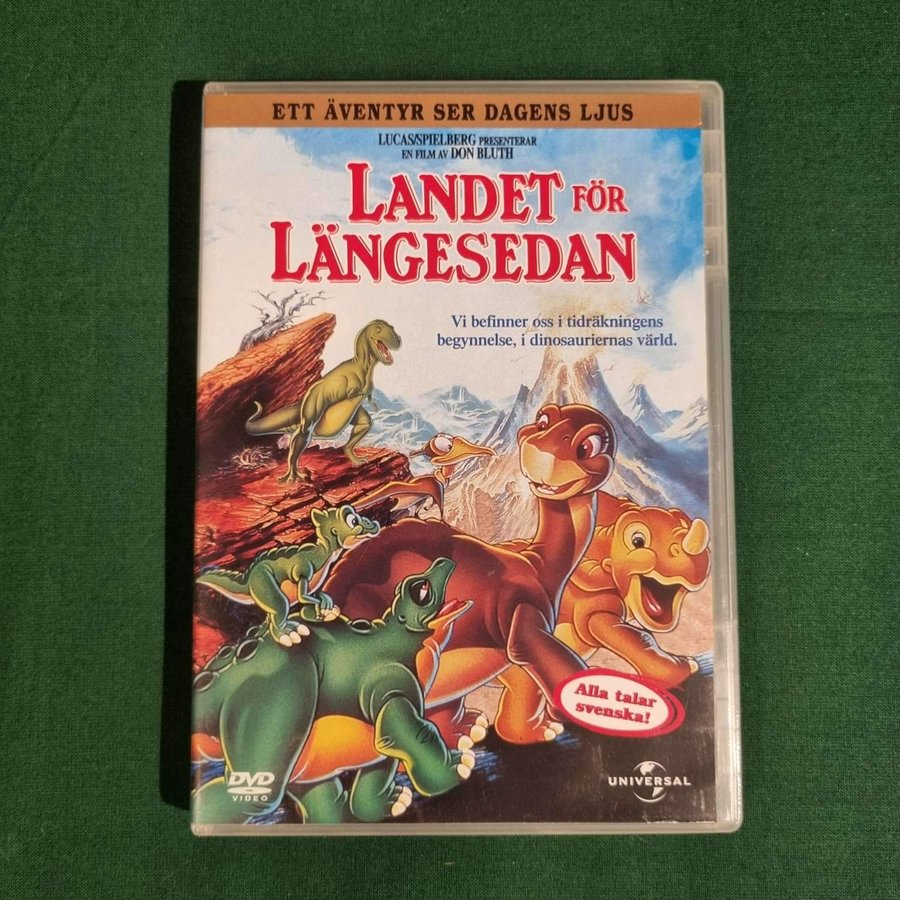 ETT ÄVENTYR SER DAGENS LJUS
LUCAS/SPIELBERG PRESENTERAR
EN FILM AV DON BLUTH
LANDET FÖR
LÄNGESEDAN
Vi befinner oss i tidräkningens
begynnelse, i dinosauriernas värld.
Alla talar
svenska!
DVD
VIDEO
UNIVERSAL